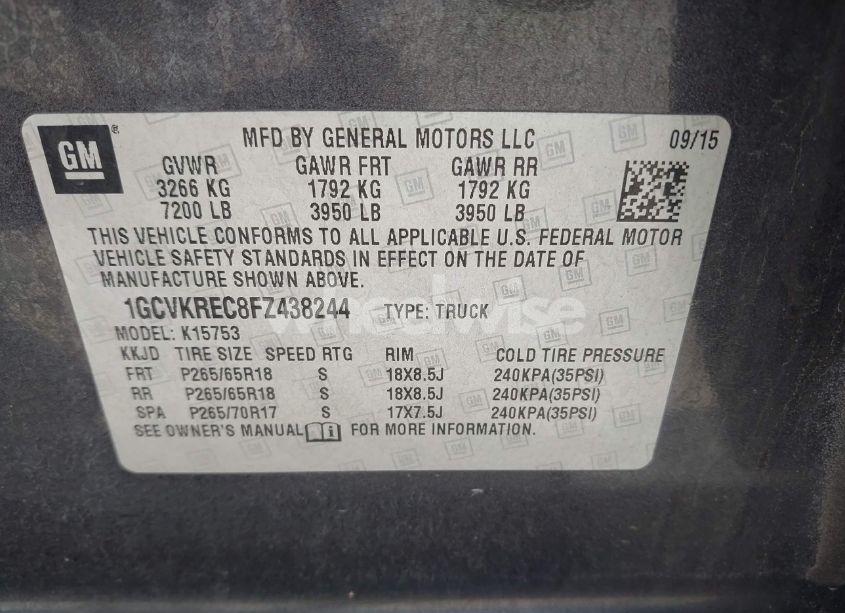 GM
MFD BY GENERAL MOTORS LLC 09/15
GVWR GAWR FRT GAWR RR
3266 KG 1792 KG 1792 KG
7200 LB 3950 LB 3950 LB
THIS VEHICLE CONFORMS TO ALL APPLICABLE U.S. FEDERAL MOTOR
VEHICLE SAFETY STANDARDS IN EFFECT ON THE DATE OF
MANUFACTURE SHOWN ABOVE.
1GCVKREC8FZ438244 TYPE: TRUCK
wheelwise
MODEL: K15753
KKJD TIRE SIZE SPEED RTG RIM COLD TIRE PRESSURE
FRT P265/65R18 S 18X8.5J 240KPA(35PSI)
RR P265/65R18 S 18X8.5J 240KPA(35PSI)
SPA P265/70R17 S 17X7.5J 240KPA(35PSI)
SEE OWNER'S MANUAL FOR MORE INFORMATION.